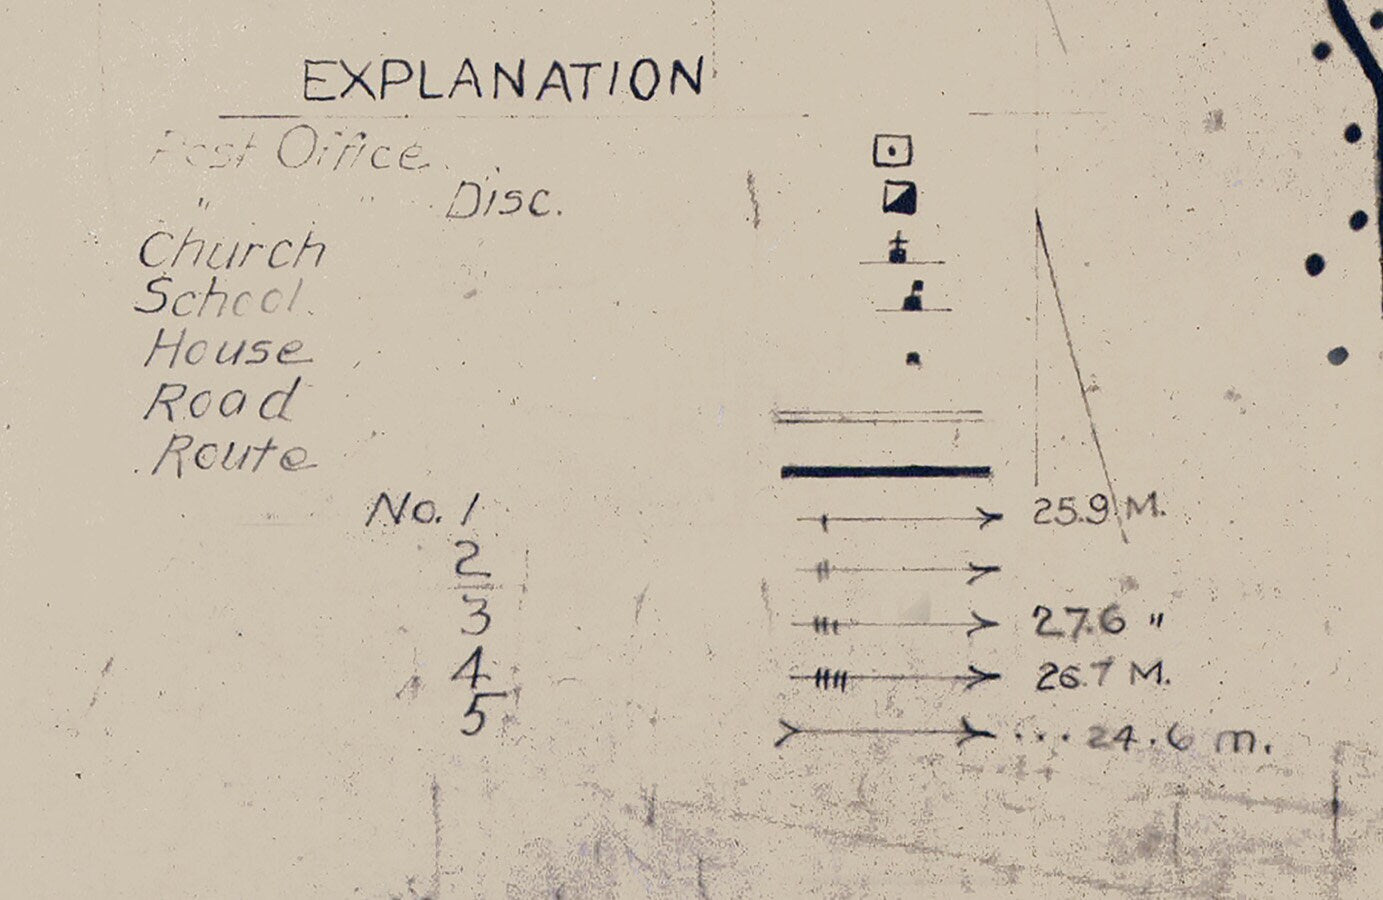 EXPLANATION
Post Office
" " Disc.
Church
School.
House
Road
Route
No. 1 25.9 M.
2
3 27.6 "
4 26.7 M.
5 ... 24.6 m.